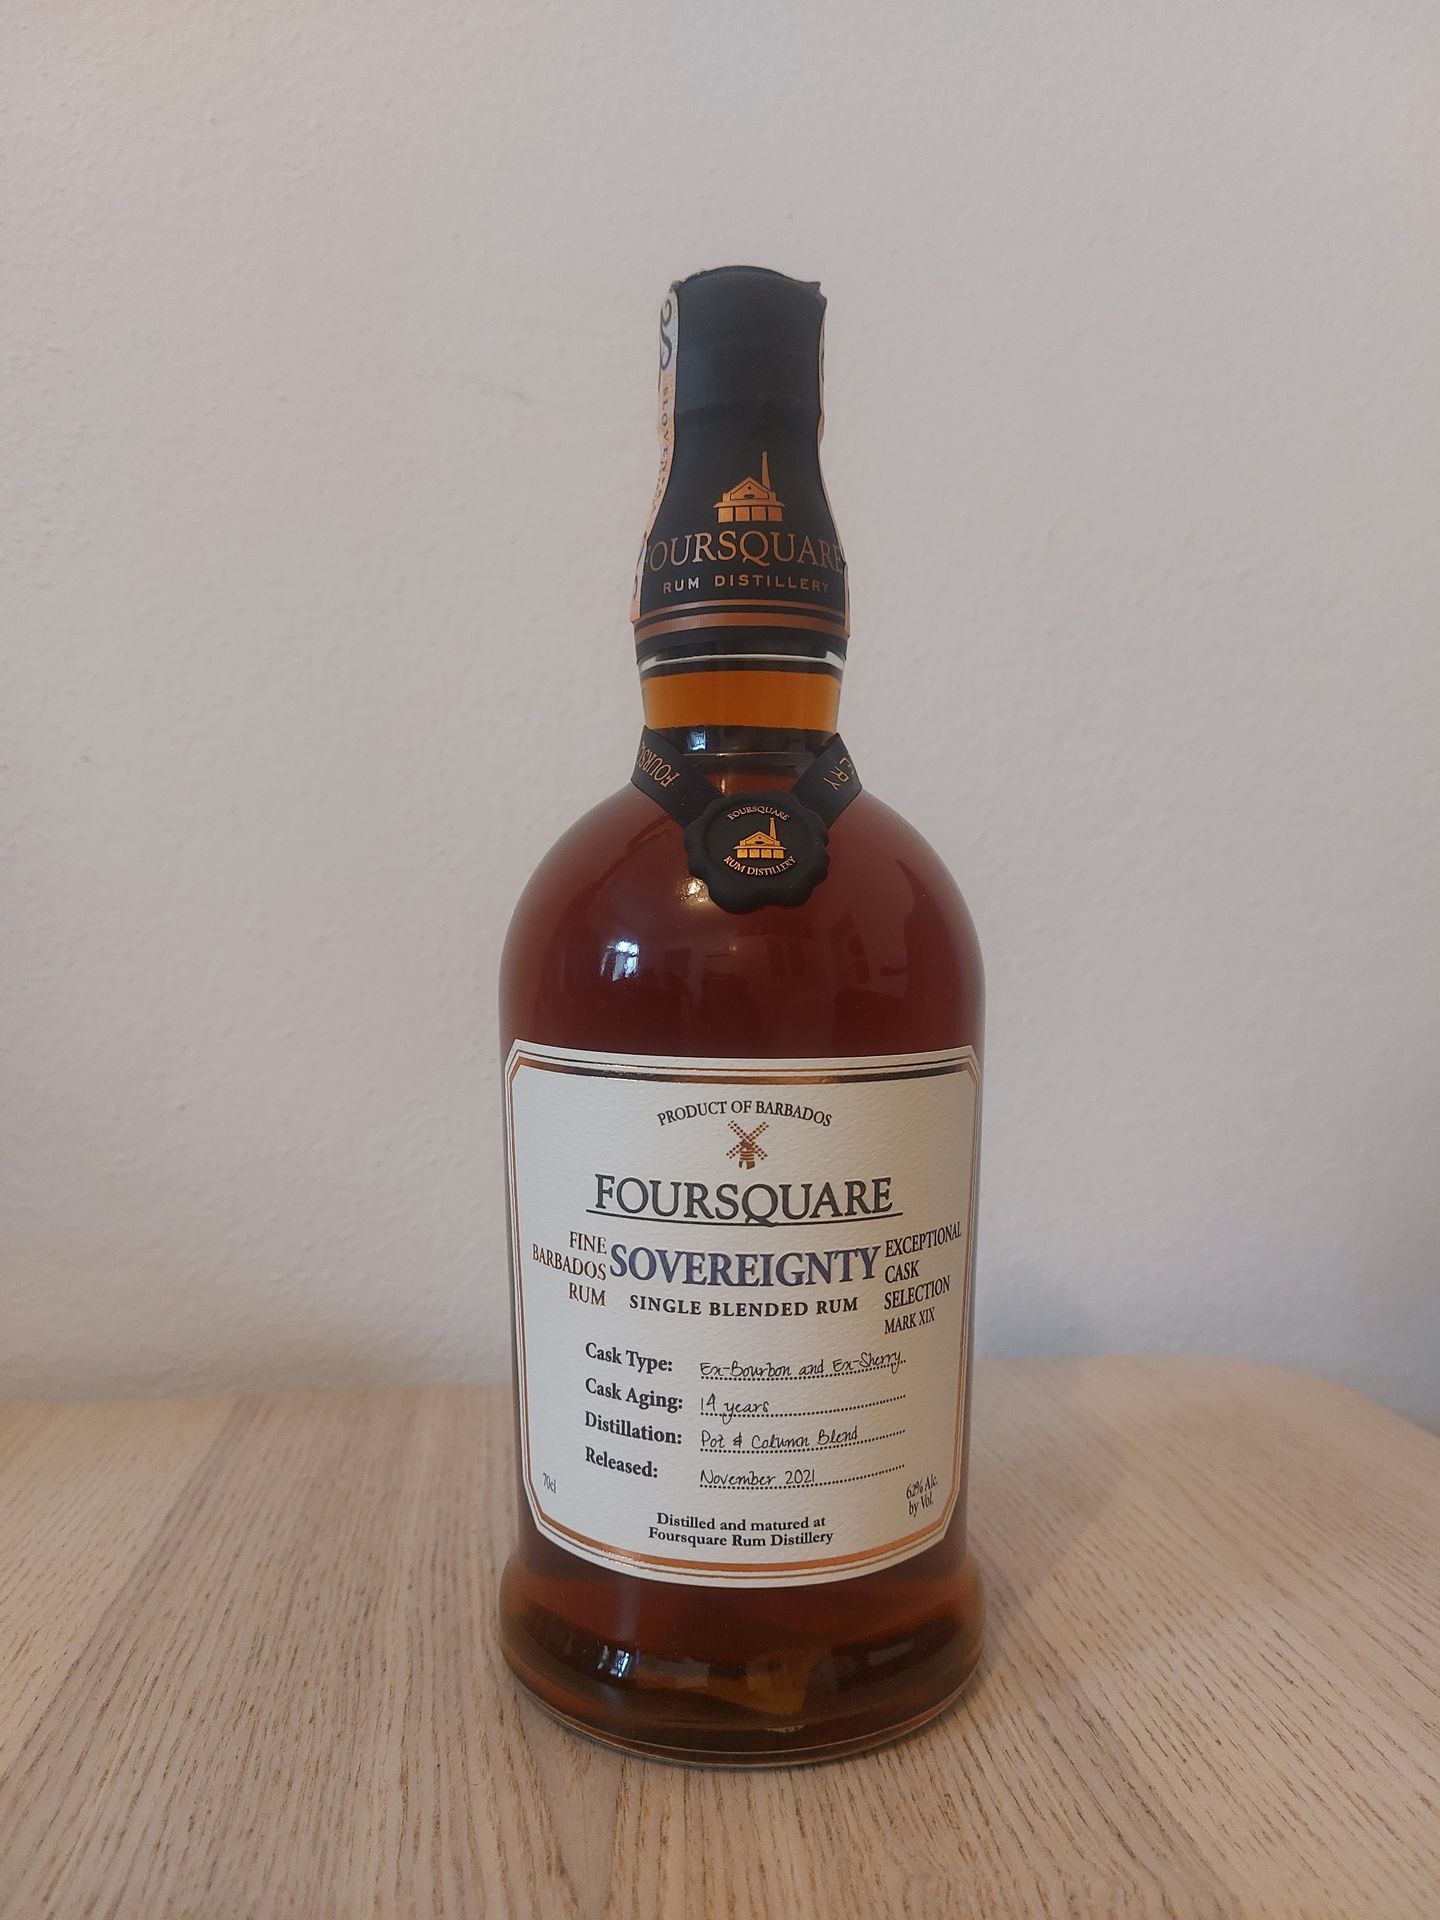 FOURSQUARE
RUM DISTILLERY
FOURSQUARE
RUM DISTILLERY
PRODUCT OF BARBADOS
FOURSQUARE
FINE
BARBADOS
RUM
SOVEREIGNTY
SINGLE BLENDED RUM
EXCEPTIONAL
CASK
SELECTION
MARK XIX
Cask Type: Ex-Bourbon and Ex-Sherry
Cask Aging: 14 years
Distillation: Pot & Column Blend
Released: November 2021
70cl
62% Alc.
by Vol.
Distilled and matured at
Foursquare Rum Distillery